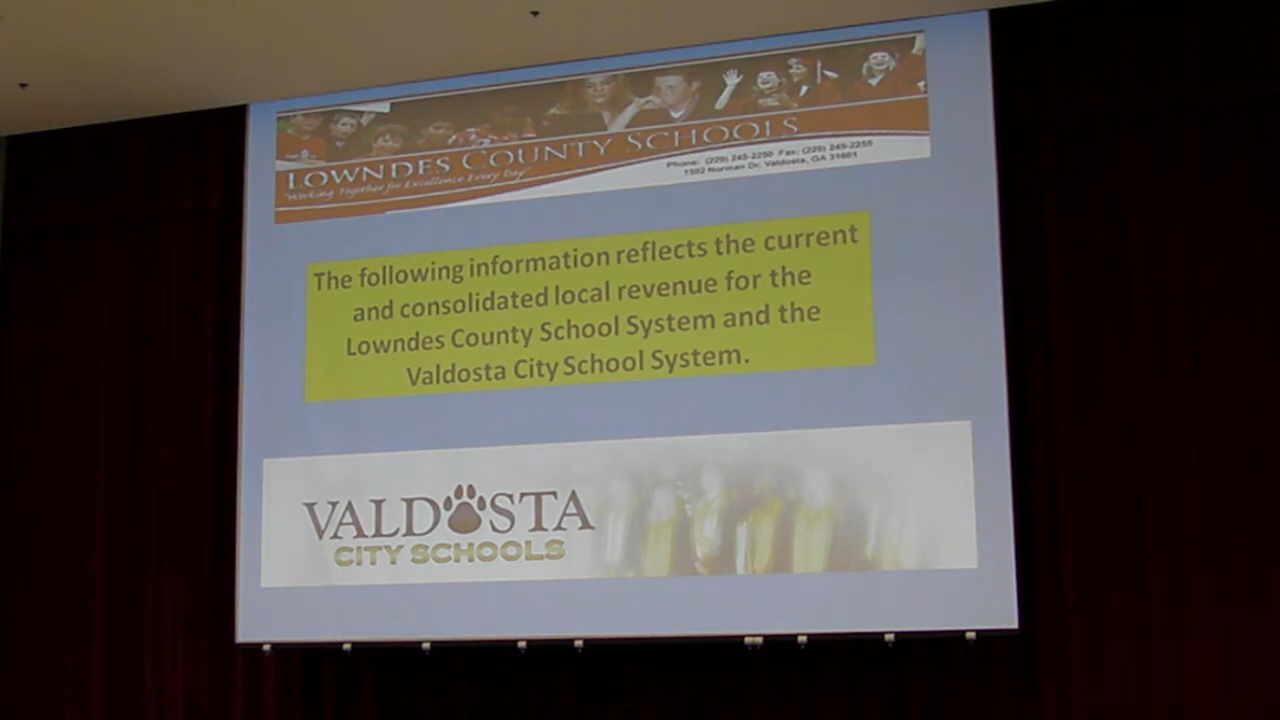 LOWNDES COUNTY SCHOOLS
"Working Together for Excellence Every Day"
Phone: (229) 245-2250 Fax: (229) 245-2255
1592 Norman Dr, Valdosta, GA 31601
The following information reflects the current
and consolidated local revenue for the
Lowndes County School System and the
Valdosta City School System.
VALDOSTA
CITY SCHOOLS